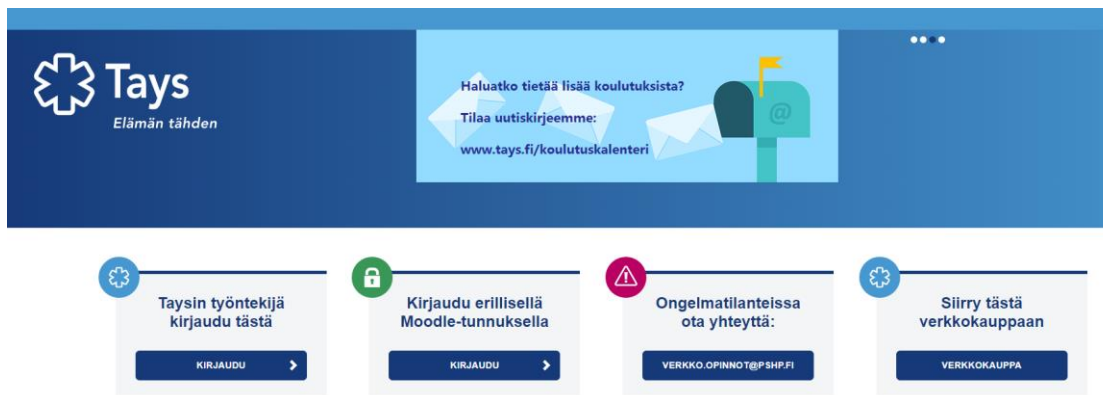 Tays
Elämän tähden
Haluatko tietää lisää koulutuksista?
Tilaa uutiskirjeemme:
www.tays.fi/koulutuskalenteri
@
Taysin työntekijä
kirjaudu tästä
KIRJAUDU
Kirjaudu erillisellä
Moodle-tunnuksella
KIRJAUDU
Ongelmatilanteissa
ota yhteyttä:
VERKKO.OPINNOT@PSHP.FI
Siirry tästä
verkkokauppaan
VERKKOKAUPPA